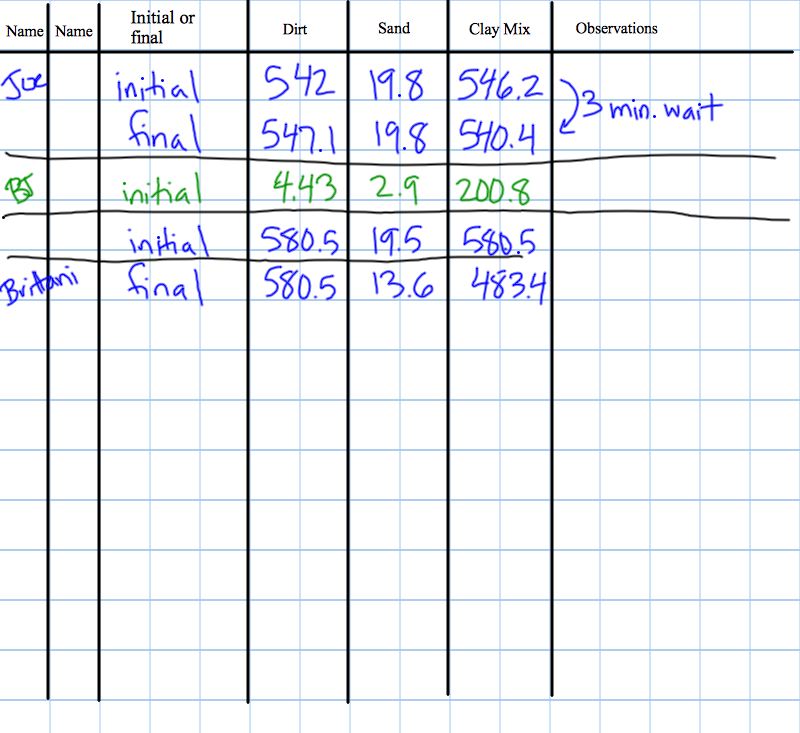 Name Name Initial or final Dirt Sand Clay Mix Observations
Joe initial 542 19.8 546.2 3 min. wait
final 547.1 19.8 540.4
BJ initial 4.43 2.9 200.8
initial 580.5 19.5 580.5
Brittani final 580.5 13.6 483.4